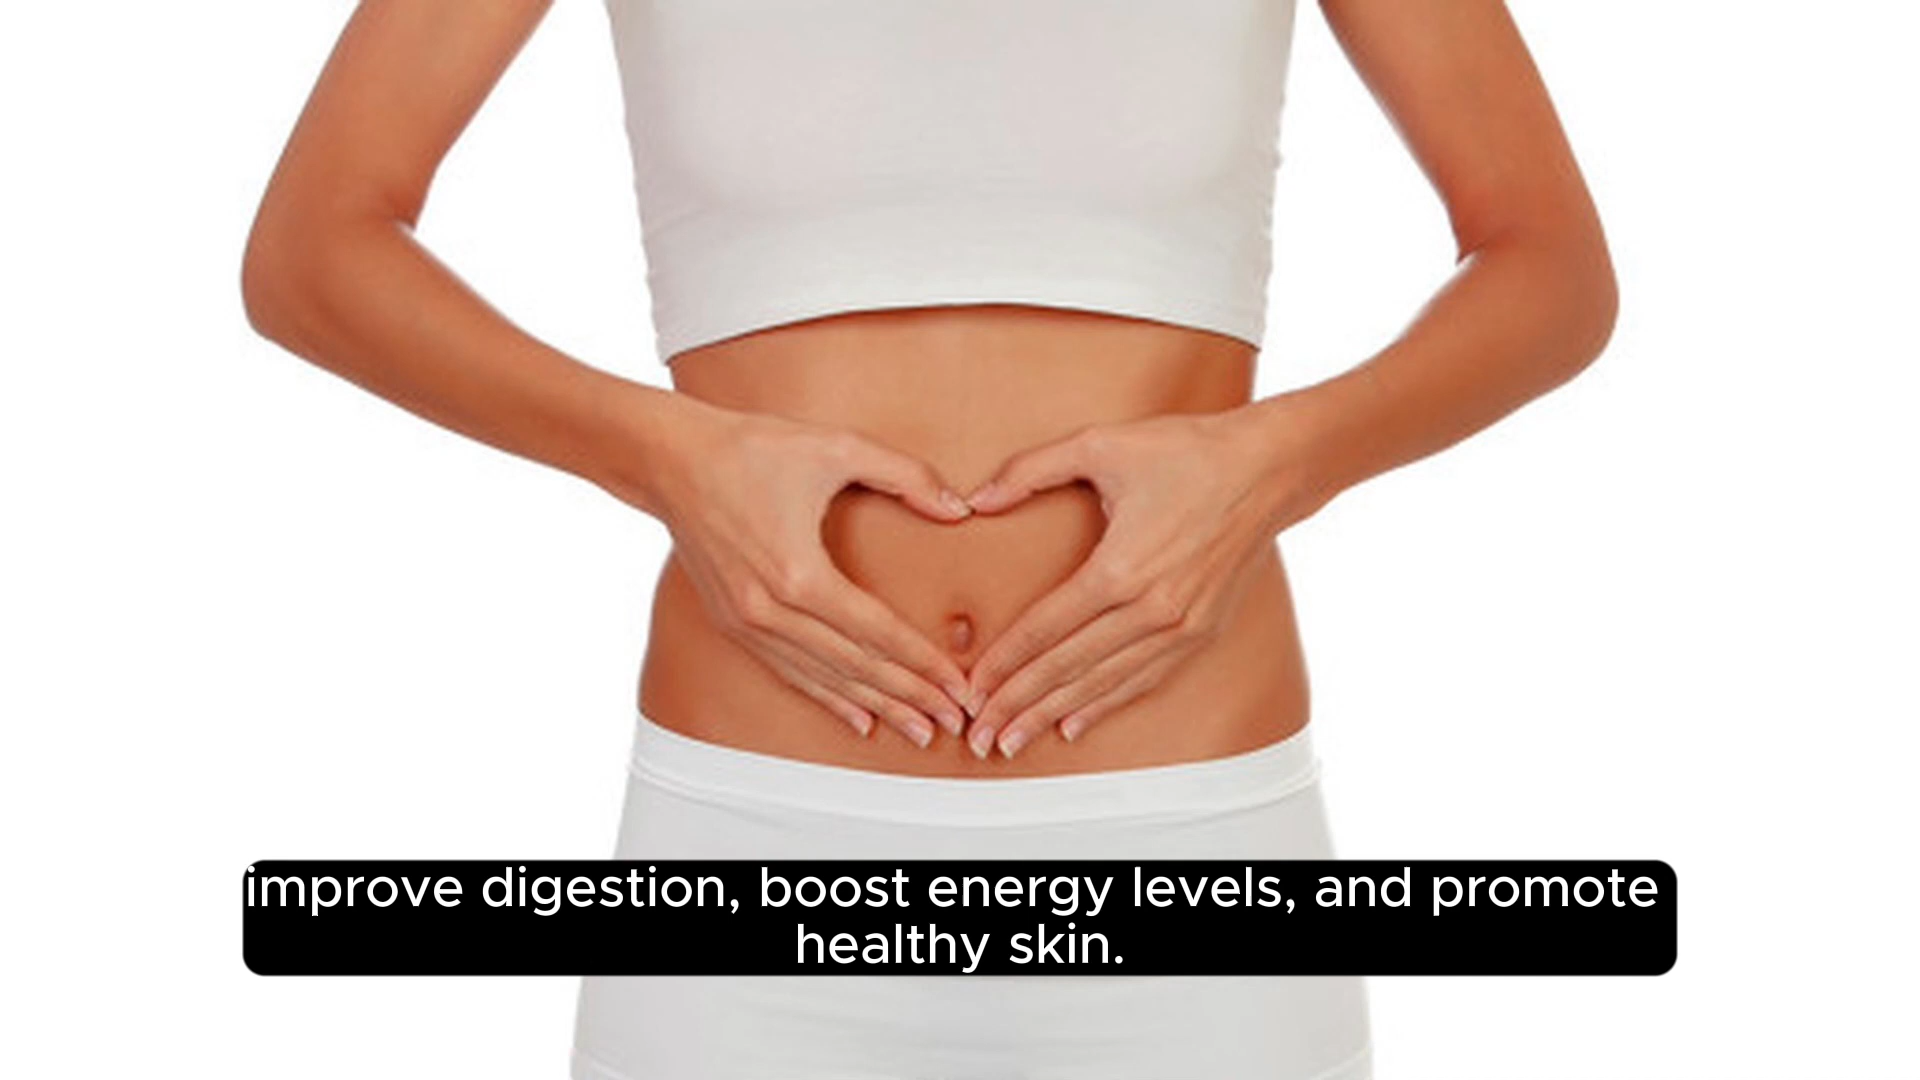 improve digestion, boost energy levels, and promote
healthy skin.